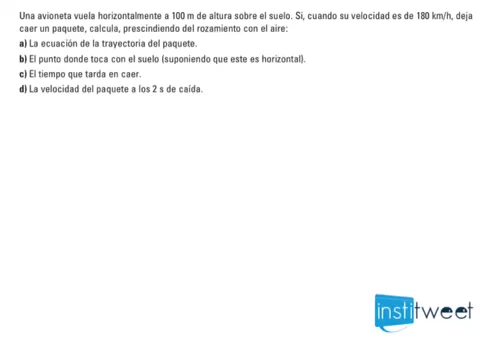 Una avioneta vuela horizontalmente a 100 m de altura sobre el suelo. Si, cuando su velocidad es de 180 km/h, deja
caer un paquete, calcula, prescindiendo del rozamiento con el aire:
a) La ecuación de la trayectoria del paquete.
b) El punto donde toca con el suelo (suponiendo que este es horizontal).
c) El tiempo que tarda en caer.
d) La velocidad del paquete a los 2 s de caída.
institweet